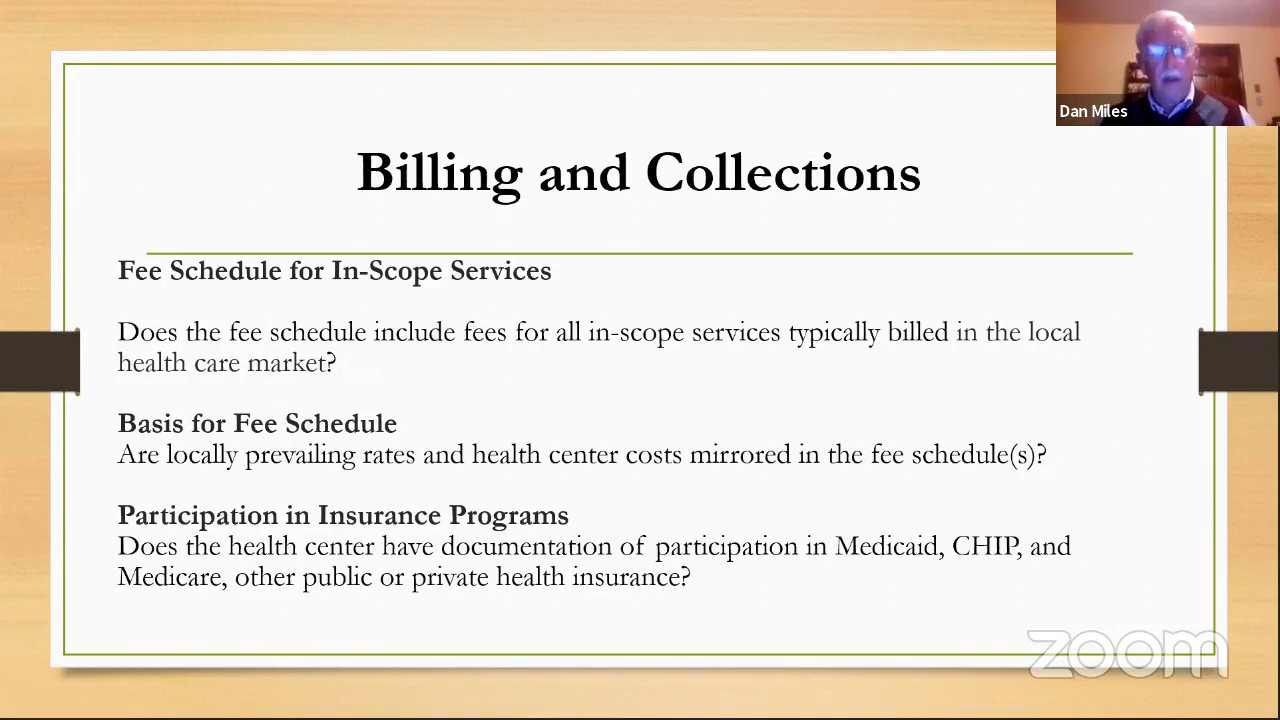 Dan Miles
Billing and Collections
Fee Schedule for In-Scope Services
Does the fee schedule include fees for all in-scope services typically billed in the local
health care market?
Basis for Fee Schedule
Are locally prevailing rates and health center costs mirrored in the fee schedule(s)?
Participation in Insurance Programs
Does the health center have documentation of participation in Medicaid, CHIP, and
Medicare, other public or private health insurance?
zoom